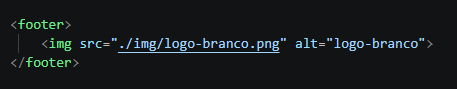 <footer>
    <img src="./img/logo-branco.png" alt="logo-branco">
</footer>